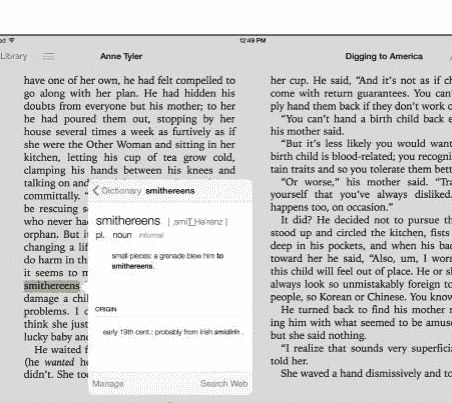 12:49 PM
Library
Anne Tyler
Digging to America
have one of her own, he had felt compelled to
go along with her plan. He had hidden his
doubts from everyone but his mother; to her
he had poured them out, stopping by her
house several times a week as furtively as if
she were the Other Woman and sitting in her
kitchen, letting his cup of tea grow cold,
clamping his hands between his knees and
talking on and
committally. "
be rescuing s
who never ha
orphan. But i
changing a lif
do harm in th
it seems to m
smithereens
damage a chil
problems. I c
think she just
lucky baby and
He waited f
(he wanted h
didn't. She too
Dictionary smithereens
smithereens
pl. noun informal
small pieces: a grenade blew him to
smithereens.
ORIGIN
early 19th cent.: probably from Irish smidirín.
Manage
Search Web
her cup. He said, "And it's not as if ch
come with return guarantees. You can
ply hand them back if they don't work o
"You can't hand a birth child back e
his mother said.
"But it's less likely you would want
birth child is blood-related; you recogni
tain traits and so you tolerate them bett
"Or worse," his mother said. "Tra
yourself that you've always disliked.
happens too, on occasion."
It did? He decided not to pursue th
stood up and circled the kitchen, fists
deep in his pockets, and when his bac
toward her he said, "Also, um, I worr
this child will feel out of place. He or sh
always look so unmistakably foreign to
people, so Korean or Chinese. You know
He turned back to find his mother r
ing him with what seemed to be amuse
but she said nothing.
"I realize that sounds very superficia
told her.
She waved a hand dismissively and to